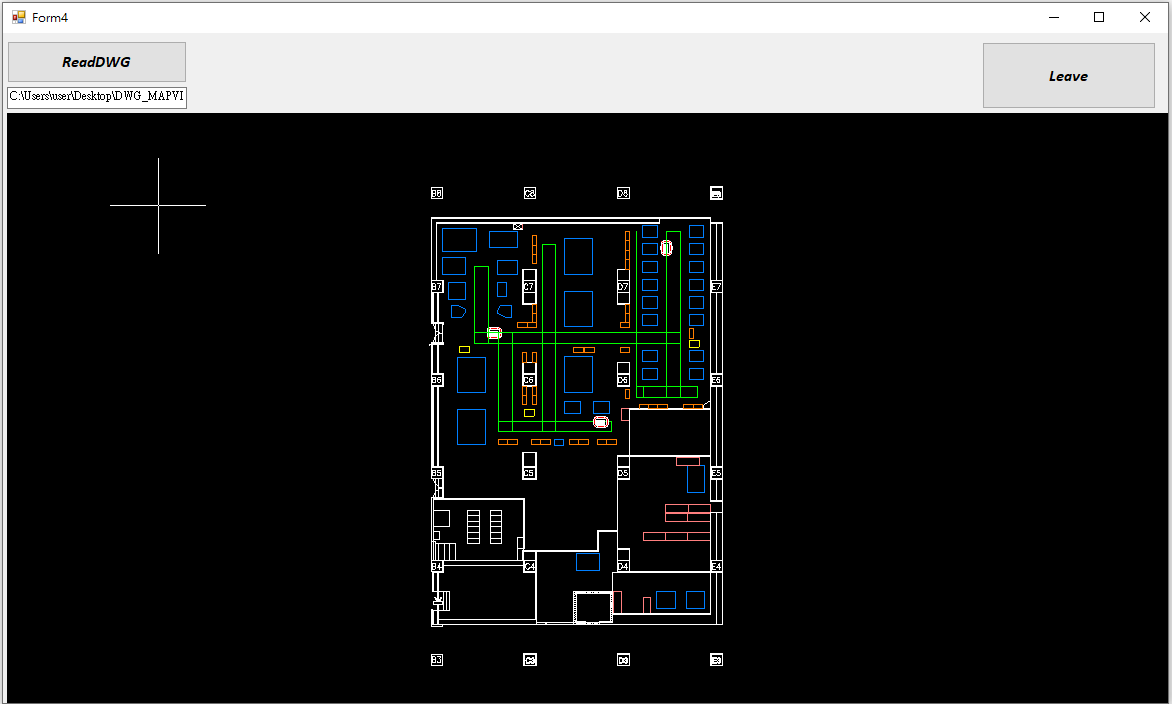 Form4
ReadDWG
Leave
C:\Users\user\Desktop\DWG_MAPVI
B8 C8 D8
B7 C7 D7 E7
B6 C6 D6 E6
B5 C5 D5 E5
B4 C4 D4 E4
B3 C3 D3 E3